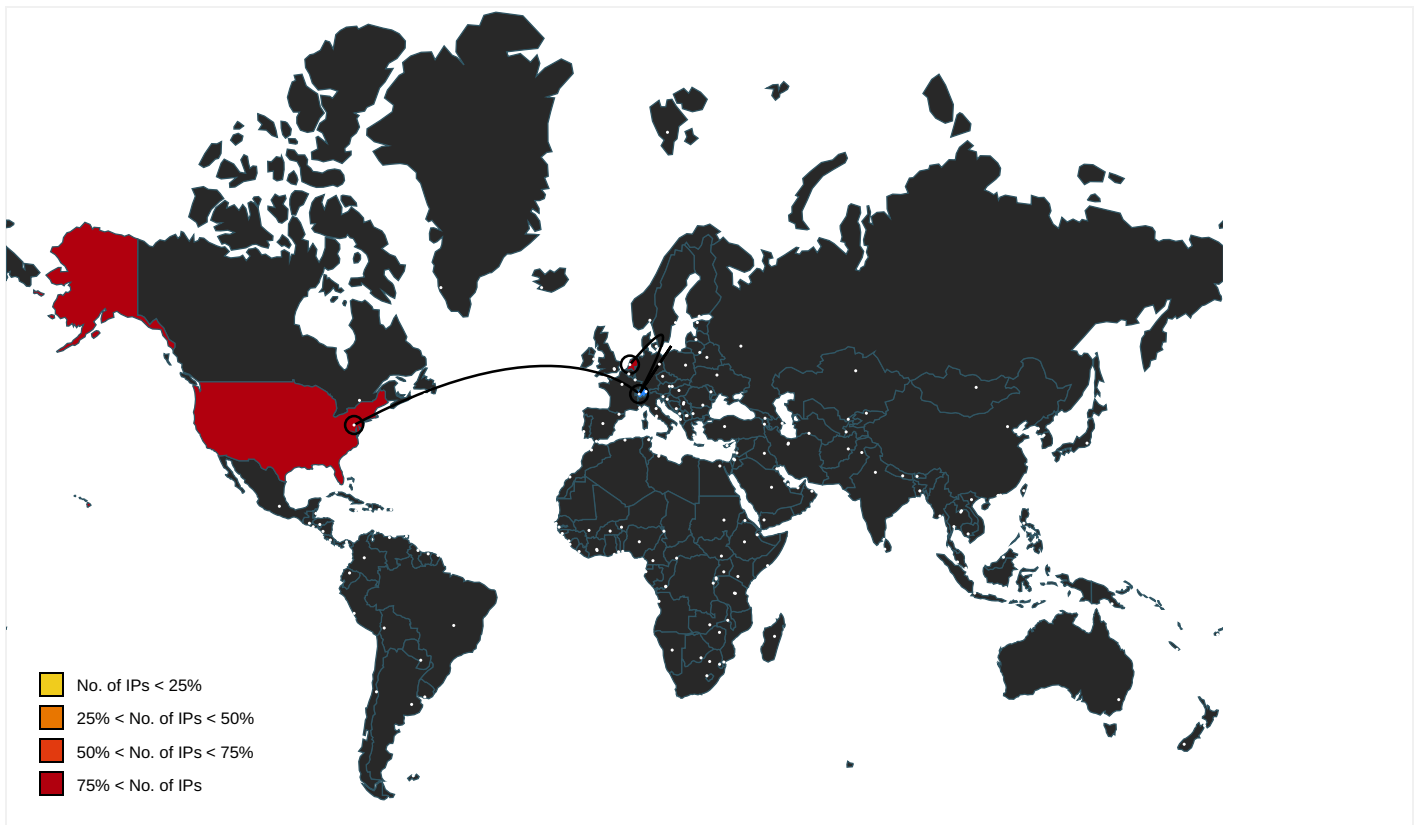 No. of IPs < 25%
25% < No. of IPs < 50%
50% < No. of IPs < 75%
75% < No. of IPs